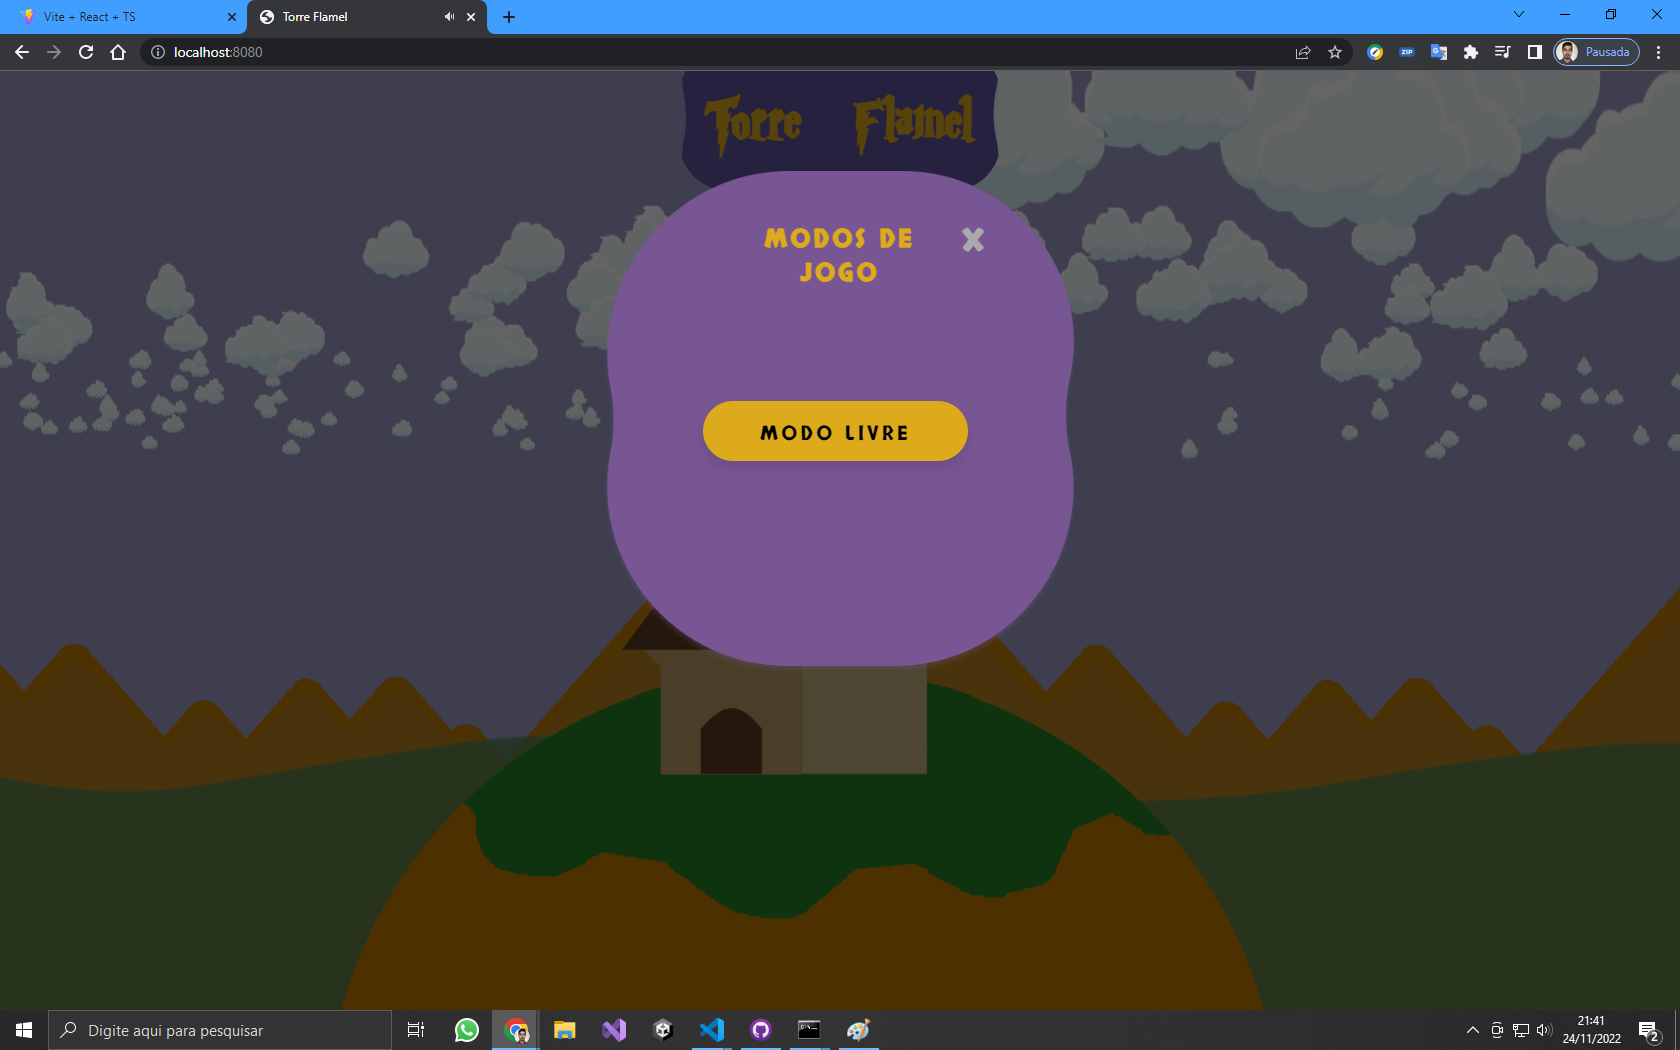 Vite + React + TS
Torre Flamel
localhost:8080
ZIP
Pausada
Torre Flamel
MODOS DE
JOGO
MODO LIVRE
Digite aqui para pesquisar
21:41
24/11/2022
2